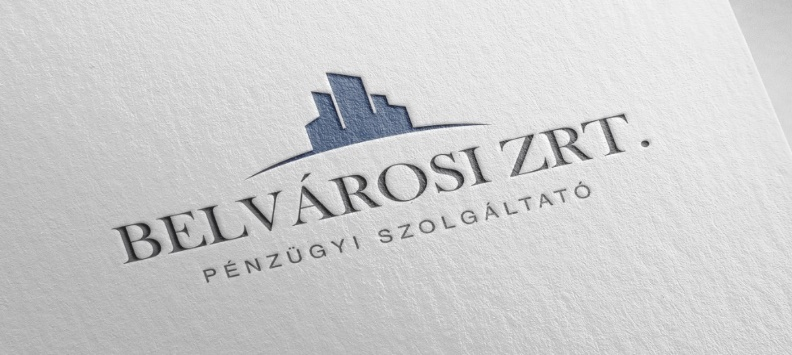 BELVÁROSI ZRT.
PÉNZÜGYI SZOLGÁLTATÓ